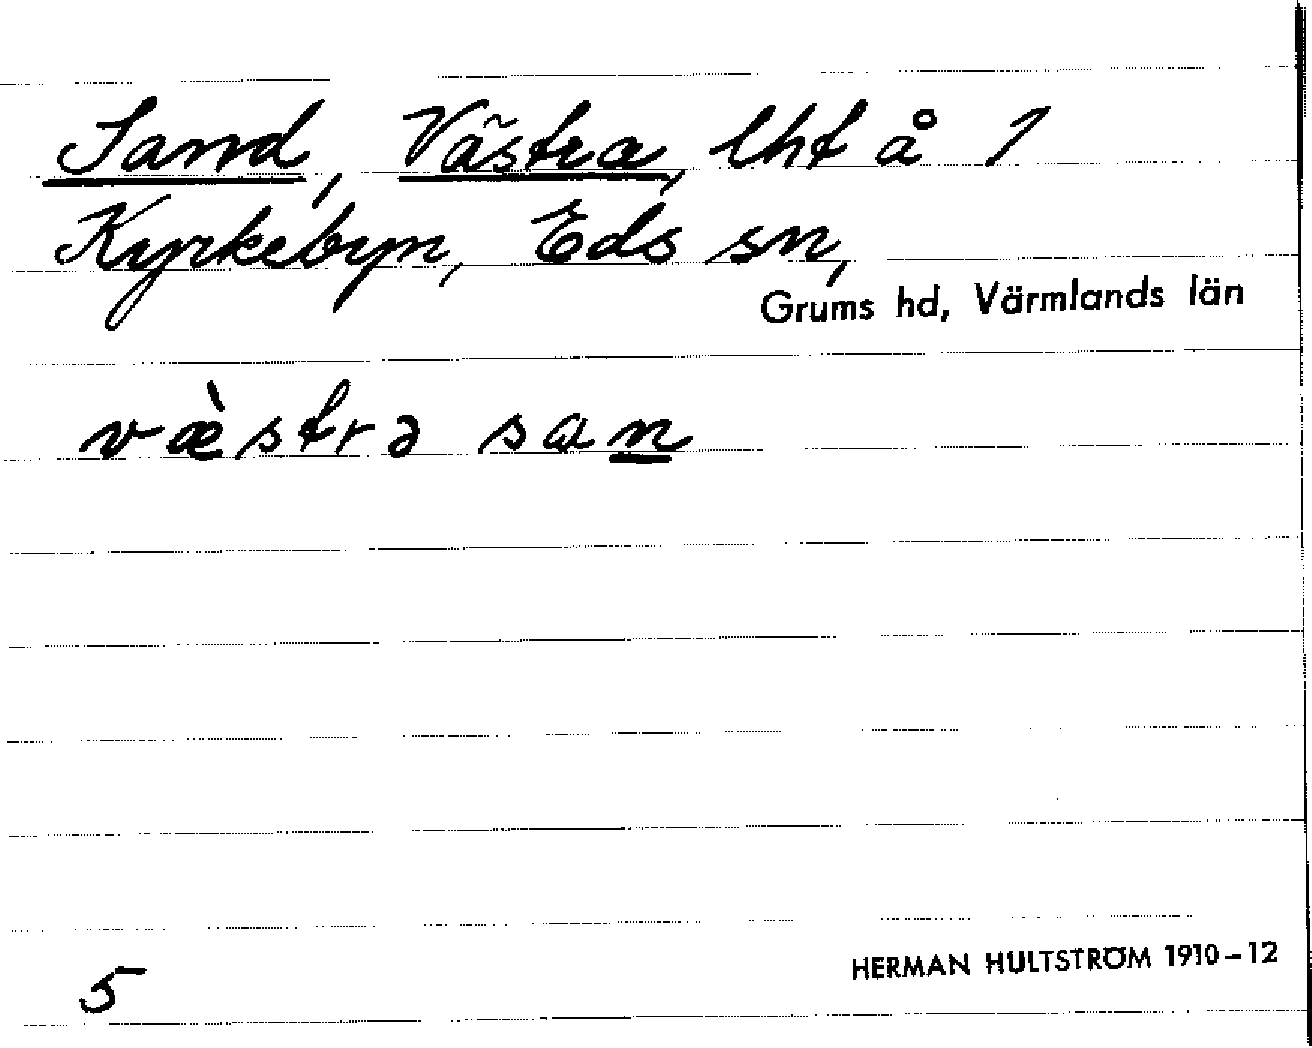 Sand, Västra, lht å 1
Kyrkebyn, Eds sn,
Grums hd, Värmlands län
væ̀strə san
5
HERMAN HULTSTRÖM 1910–12